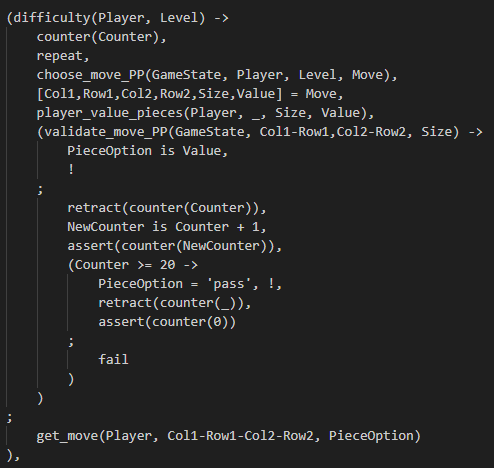 (difficulty(Player, Level) ->
    counter(Counter),
    repeat,
    choose_move_PP(GameState, Player, Level, Move),
    [Col1,Row1,Col2,Row2,Size,Value] = Move,
    player_value_pieces(Player, _, Size, Value),
    (validate_move_PP(GameState, Col1-Row1,Col2-Row2, Size) ->
        PieceOption is Value,
        !
    ;
        retract(counter(Counter)),
        NewCounter is Counter + 1,
        assert(counter(NewCounter)),
        (Counter >= 20 ->
            PieceOption = 'pass', !,
            retract(counter(_)),
            assert(counter(0))
        ;
            fail
        )
    )
;
    get_move(Player, Col1-Row1-Col2-Row2, PieceOption)
),